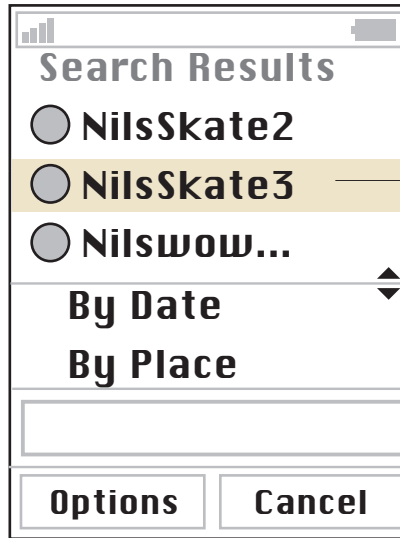 Search Results
NilsSkate2
NilsSkate3
Nilswow...
By Date
By Place
Options Cancel